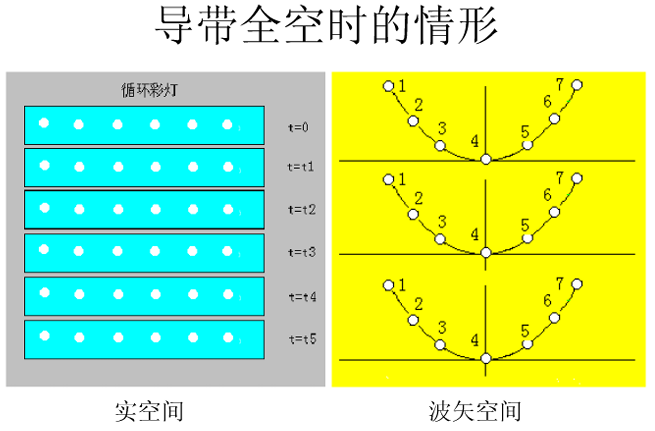 导带全空时的情形
循环彩灯
t=0
t=t1
t=t2
t=t3
t=t4
t=t5
1 2 3 4 5 6 7
1 2 3 4 5 6 7
1 2 3 4 5 6 7
实空间
波矢空间